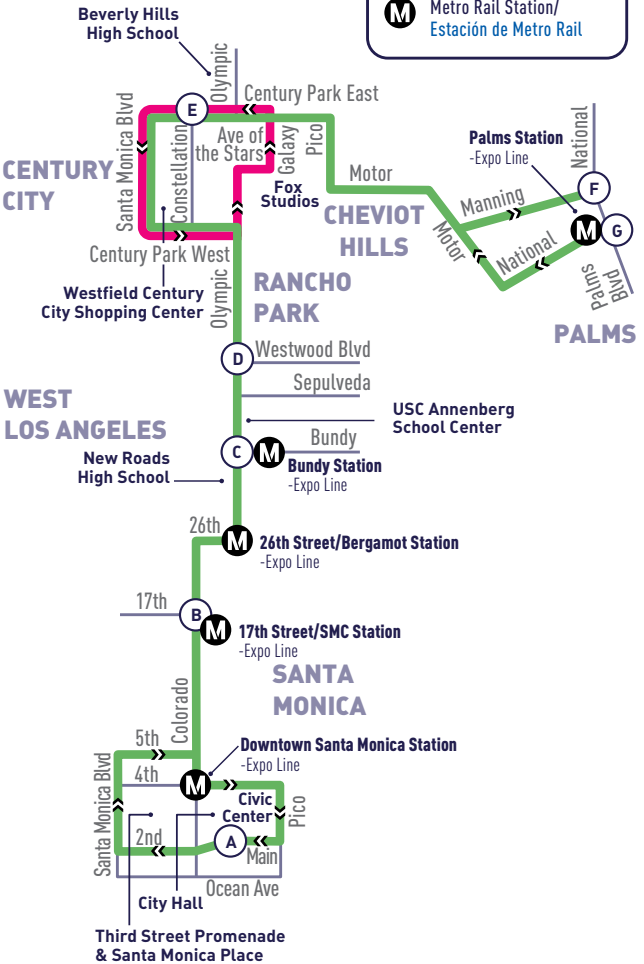 M
Metro Rail Station/
Estación de Metro Rail
Beverly Hills
High School
Olympic
Century Park East
E
Santa Monica Blvd
Constellation
Ave of
the Stars
Galaxy
Pico
Fox
Studios
CENTURY
CITY
Century Park West
Westfield Century
City Shopping Center
Motor
CHEVIOT
HILLS
Palms Station
-Expo Line
National
F
Manning
M
G
Motor
National
Palms
Blvd
PALMS
Olympic
RANCHO
PARK
D
Westwood Blvd
Sepulveda
WEST
LOS ANGELES
USC Annenberg
School Center
Bundy
C
M
Bundy Station
-Expo Line
New Roads
High School
26th
M
26th Street/Bergamot Station
-Expo Line
17th
B
M
17th Street/SMC Station
-Expo Line
SANTA
MONICA
Colorado
5th
Downtown Santa Monica Station
-Expo Line
4th
M
Santa Monica Blvd
Civic
Center
Pico
2nd
A
Main
Ocean Ave
City Hall
Third Street Promenade
& Santa Monica Place